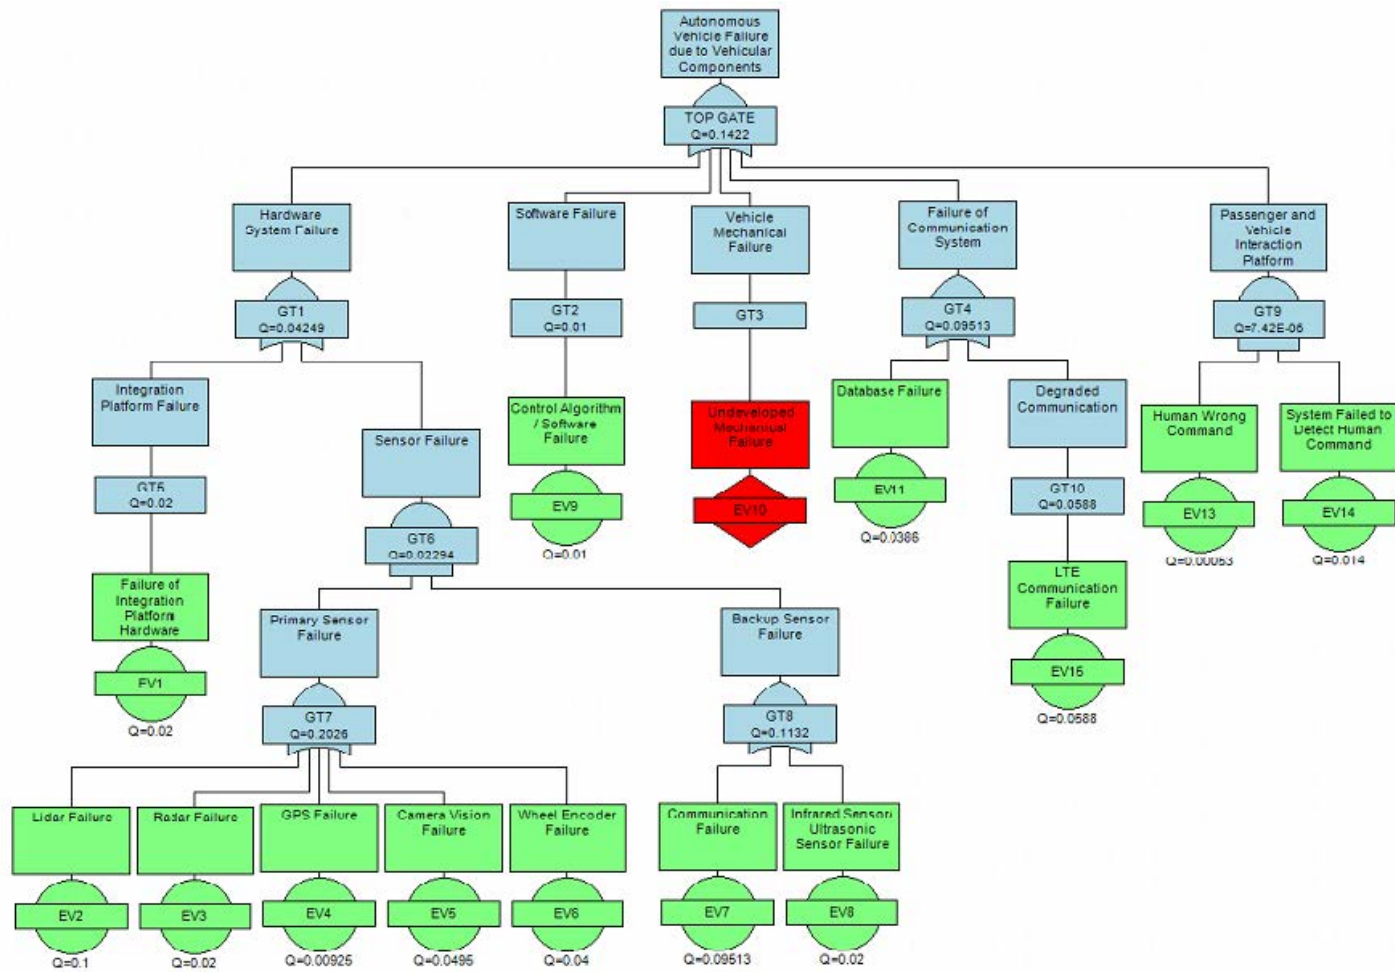 Autonomous
Vehicle Failure
due to Vehicular
Components
TOP GATE
Q=0.1422
Hardware
System Failure
GT1
Q=0.04249
Software Failure
GT2
Q=0.01
Vehicle
Mechanical
Failure
GT3
Failure of
Communication
System
GT4
Q=0.09513
Passenger and
Vehicle
Interaction
Platform
GT9
Q=7.42E-06
Integration
Platform Failure
GT5
Q=0.02
Sensor Failure
GT6
Q=0.02294
Control Algorithm
/ Software
Failure
EV9
Q=0.01
Undeveloped
Mechanical
Failure
EV10
Database Failure
EV11
Q=0.0386
Degraded
Communication
GT10
Q=0.0588
Human Wrong
Command
EV13
Q=0.00053
System Failed to
Detect Human
Command
EV14
Q=0.014
Failure of
Integration
Platform
Hardware
EV1
Q=0.02
LTE
Communication
Failure
EV15
Q=0.0588
Primary Sensor
Failure
GT7
Q=0.2026
Backup Sensor
Failure
GT8
Q=0.1132
Lidar Failure
EV2
Q=0.1
Radar Failure
EV3
Q=0.02
GPS Failure
EV4
Q=0.00925
Camera Vision
Failure
EV5
Q=0.0495
Wheel Encoder
Failure
EV6
Q=0.04
Communication
Failure
EV7
Q=0.09513
Infrared Sensor/
Ultrasonic
Sensor Failure
EV8
Q=0.02